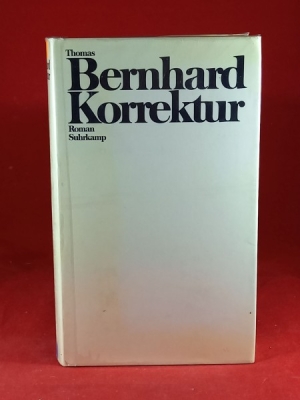 Thomas
Bernhard
Korrektur
Roman
Suhrkamp